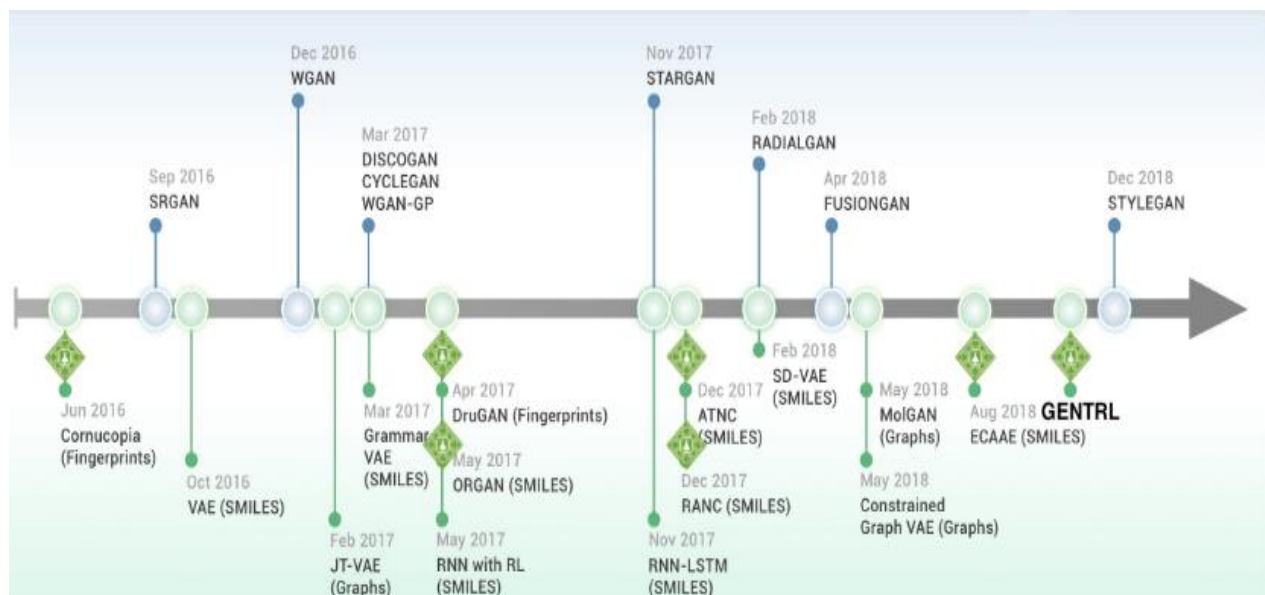 Dec 2016
WGAN
Nov 2017
STARGAN
Mar 2017
DISCOGAN
CYCLEGAN
WGAN-GP
Feb 2018
RADIALGAN
Sep 2016
SRGAN
Apr 2018
FUSIONGAN
Dec 2018
STYLEGAN
Jun 2016
Cornucopia
(Fingerprints)
Oct 2016
VAE (SMILES)
Feb 2017
JT-VAE
(Graphs)
Mar 2017
Grammar
VAE
(SMILES)
Apr 2017
DruGAN (Fingerprints)
May 2017
ORGAN (SMILES)
May 2017
RNN with RL
(SMILES)
Nov 2017
RNN-LSTM
(SMILES)
Dec 2017
ATNC
(SMILES)
Dec 2017
RANC (SMILES)
Feb 2018
SD-VAE
(SMILES)
May 2018
MolGAN
(Graphs)
May 2018
Constrained
Graph VAE (Graphs)
Aug 2018
ECAAE (SMILES)
GENTRL